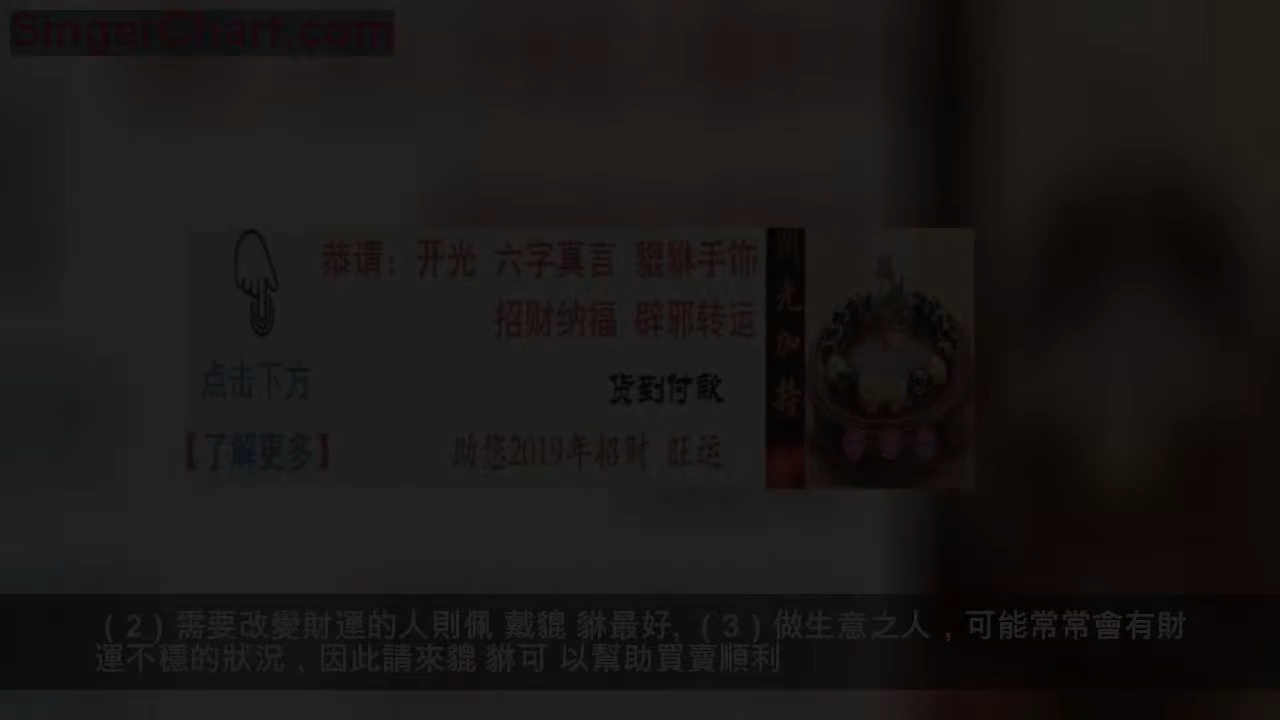 SingerChart.com
恭请：开光 六字真言 貔貅手饰
招财纳福 辟邪转运
点击下方
货到付款
【了解更多】
助您2019年招财 旺运
開光加持
（2）需要改變財運的人則佩 戴貔 貅最好,（3）做生意之人，可能常常會有財
運不穩的狀況，因此請來貔 貅可 以幫助買賣順利